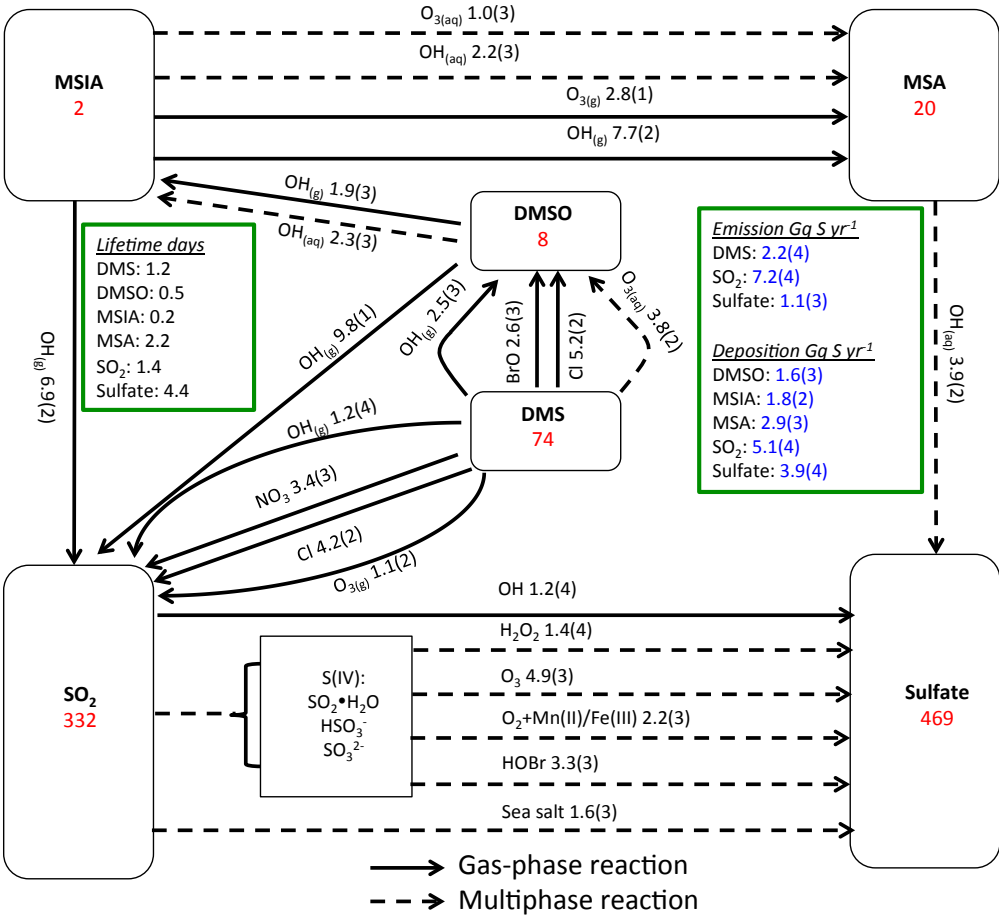 O3(aq) 1.0(3)
OH(aq) 2.2(3)
O3(g) 2.8(1)
OH(g) 7.7(2)
MSIA
2
MSA
20
OH(g) 1.9(3)
OH(aq) 2.3(3)
DMSO
8
Lifetime days
DMS: 1.2
DMSO: 0.5
MSIA: 0.2
MSA: 2.2
SO2: 1.4
Sulfate: 4.4
Emission Gq S yr-1
DMS: 2.2(4)
SO2: 7.2(4)
Sulfate: 1.1(3)
Deposition Gq S yr-1
DMSO: 1.6(3)
MSIA: 1.8(2)
MSA: 2.9(3)
SO2: 5.1(4)
Sulfate: 3.9(4)
OH(g) 6.9(2)
OH(g) 9.8(1)
OH(g) 2.5(3)
BrO 2.6(3)
Cl 5.2(2)
O3(aq) 3.8(2)
OH(aq) 3.9(2)
DMS
74
OH(g) 1.2(4)
NO3 3.4(3)
Cl 4.2(2)
O3(g) 1.1(2)
SO2
332
OH 1.2(4)
H2O2 1.4(4)
O3 4.9(3)
O2+Mn(II)/Fe(III) 2.2(3)
HOBr 3.3(3)
Sea salt 1.6(3)
S(IV):
SO2•H2O
HSO3-
SO32-
Sulfate
469
Gas-phase reaction
Multiphase reaction